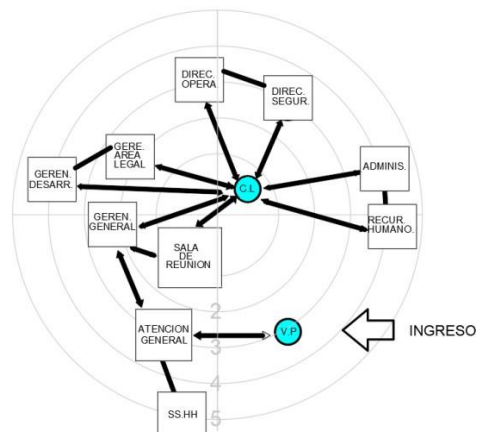 DIREC.
OPERA.
DIREC.
SEGUR.
GERE.
AREA
LEGAL
GEREN.
DESARR.
C.L
ADMINIS.
GEREN.
GENERAL
RECUR.
HUMANO.
SALA
DE
REUNION
2
ATENCION
GENERAL
V.P
INGRESO
3
4
SS.HH
5